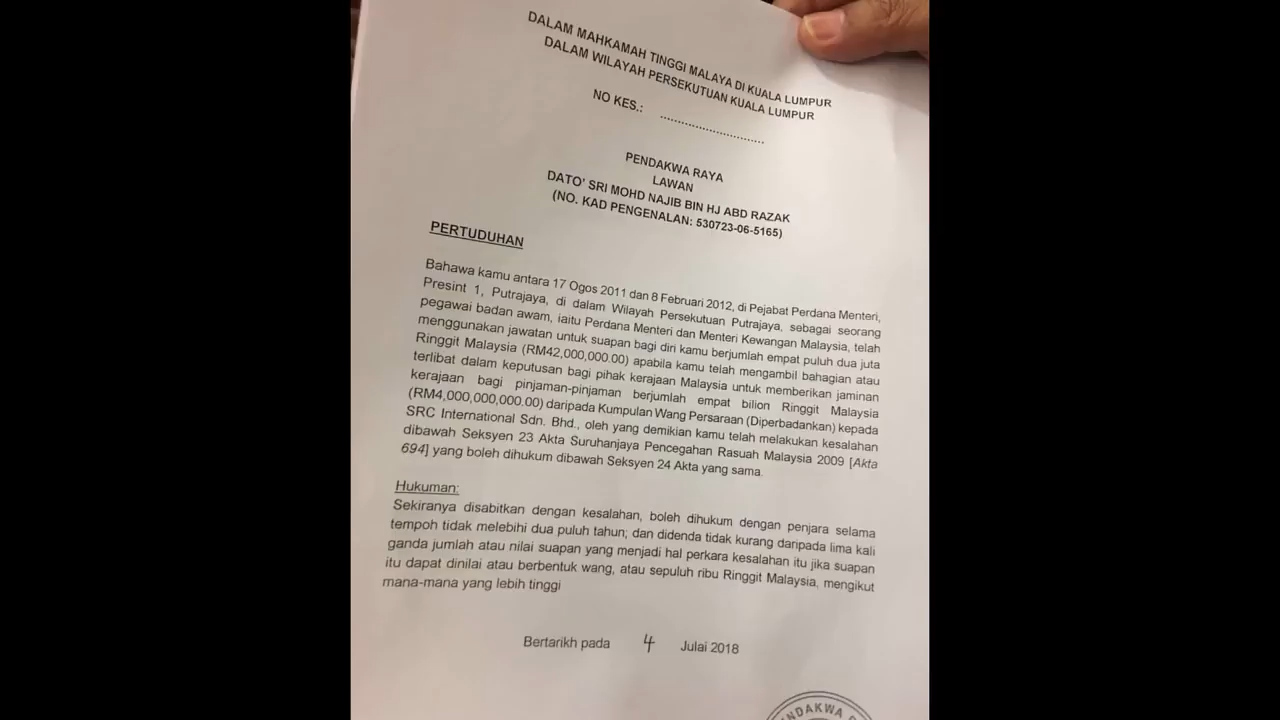 DALAM MAHKAMAH TINGGI MALAYA DI KUALA LUMPUR
DALAM WILAYAH PERSEKUTUAN KUALA LUMPUR
NO KES.: ..............................
PENDAKWA RAYA
LAWAN
DATO' SRI MOHD NAJIB BIN HJ ABD RAZAK
(NO. KAD PENGENALAN: 530723-06-5165)
PERTUDUHAN
Bahawa kamu antara 17 Ogos 2011 dan 8 Februari 2012, di Pejabat Perdana Menteri,
Presint 1, Putrajaya, di dalam Wilayah Persekutuan Putrajaya, sebagai seorang
pegawai badan awam, iaitu Perdana Menteri dan Menteri Kewangan Malaysia, telah
menggunakan jawatan untuk suapan bagi diri kamu berjumlah empat puluh dua juta
Ringgit Malaysia (RM42,000,000.00) apabila kamu telah mengambil bahagian atau
terlibat dalam keputusan bagi pihak kerajaan Malaysia untuk memberikan jaminan
kerajaan bagi pinjaman-pinjaman berjumlah empat bilion Ringgit Malaysia
(RM4,000,000,000.00) daripada Kumpulan Wang Persaraan (Diperbadankan) kepada
SRC International Sdn. Bhd., oleh yang demikian kamu telah melakukan kesalahan
dibawah Seksyen 23 Akta Suruhanjaya Pencegahan Rasuah Malaysia 2009 [Akta
694] yang boleh dihukum dibawah Seksyen 24 Akta yang sama.
Hukuman:
Sekiranya disabitkan dengan kesalahan, boleh dihukum dengan penjara selama
tempoh tidak melebihi dua puluh tahun; dan didenda tidak kurang daripada lima kali
ganda jumlah atau nilai suapan yang menjadi hal perkara kesalahan itu jika suapan
itu dapat dinilai atau berbentuk wang, atau sepuluh ribu Ringgit Malaysia, mengikut
mana-mana yang lebih tinggi
Bertarikh pada 4 Julai 2018